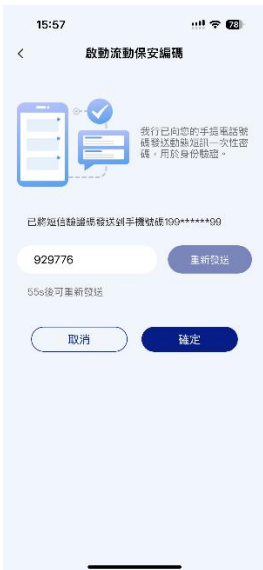 15:57
78
啟動流動保安編碼
我行已向您的手提電話號
碼發送動態短訊一次性密
碼，用於身份驗證。
已將短信驗證碼發送到手機號碼199******99
929776
重新發送
55s後可重新發送
取消
確定